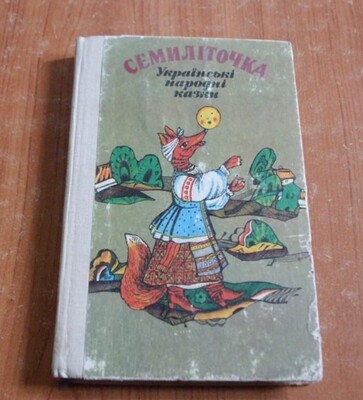 СЕМИЛІТОЧКА
Українські
народні
казки